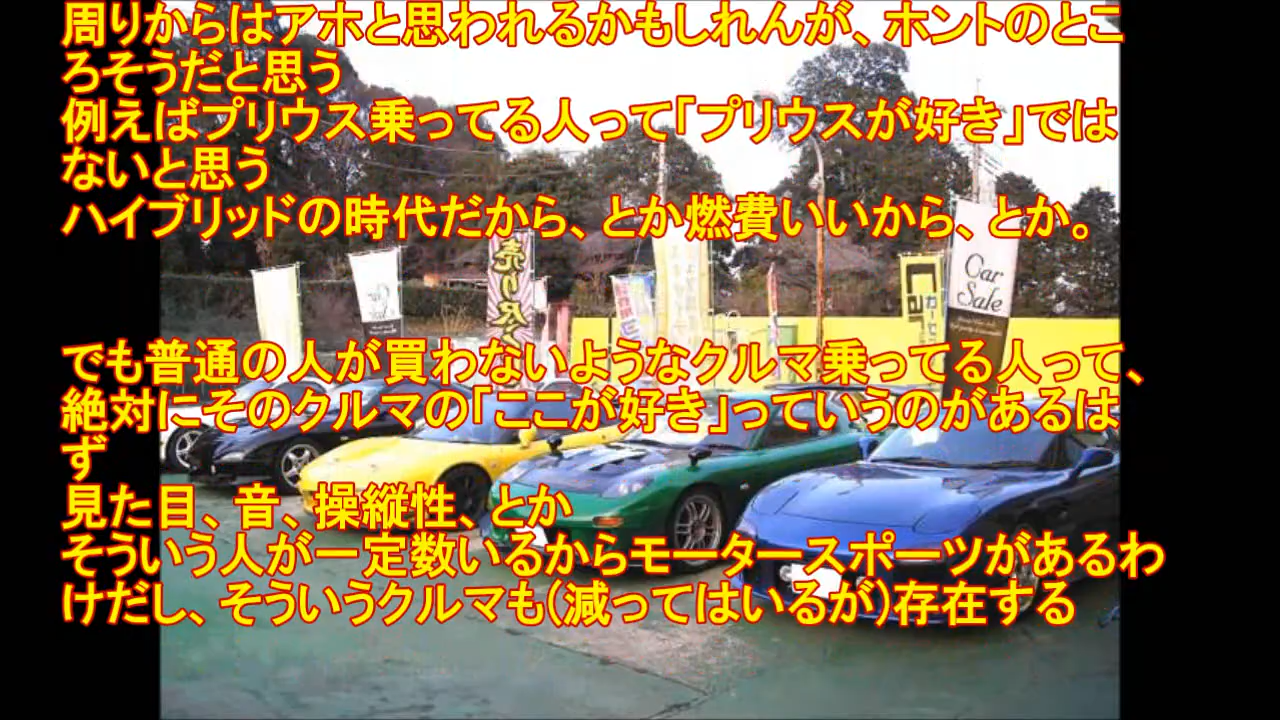 周りからはアホと思われるかもしれんが、ホントのとこ
ろそうだと思う
例えばプリウス乗ってる人って「プリウスが好き」では
ないと思う
ハイブリッドの時代だから、とか燃費いいから、とか。
Car
Sale
売り尽く
でも普通の人が買わないようなクルマ乗ってる人って、
絶対にそのクルマの「ここが好き」っていうのがあるは
ず
見た目、音、操縦性、とか
そういう人が一定数いるからモータースポーツがあるわ
けだし、そういうクルマも(減ってはいるが)存在する